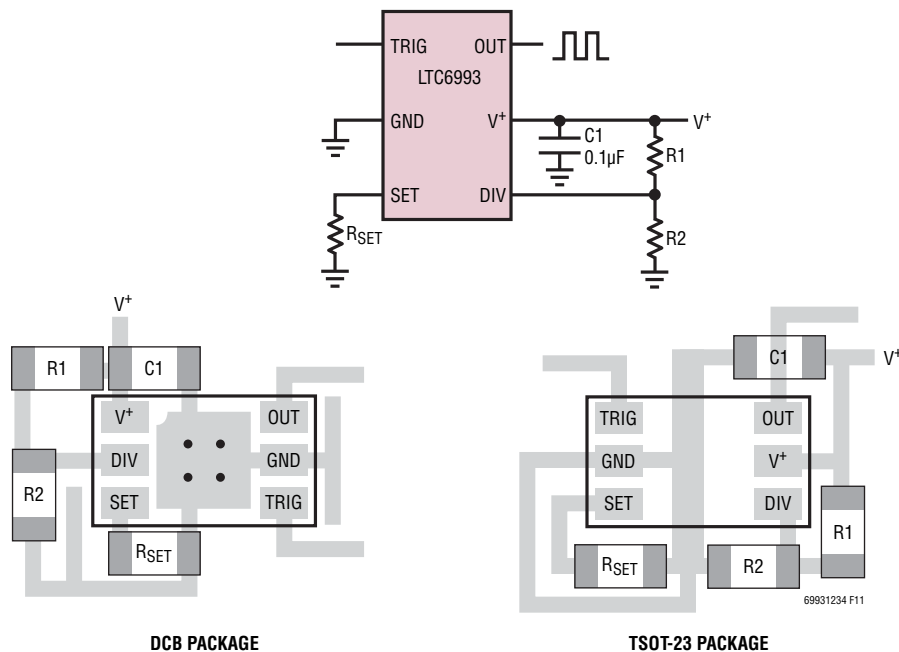 TRIG
OUT
LTC6993
GND
V+
V+
C1
0.1µF
R1
SET
DIV
RSET
R2
V+
R1
C1
V+
OUT
DIV
GND
R2
SET
TRIG
RSET
DCB PACKAGE
C1
V+
TRIG
OUT
GND
V+
SET
DIV
R1
RSET
R2
69931234 F11
TSOT-23 PACKAGE